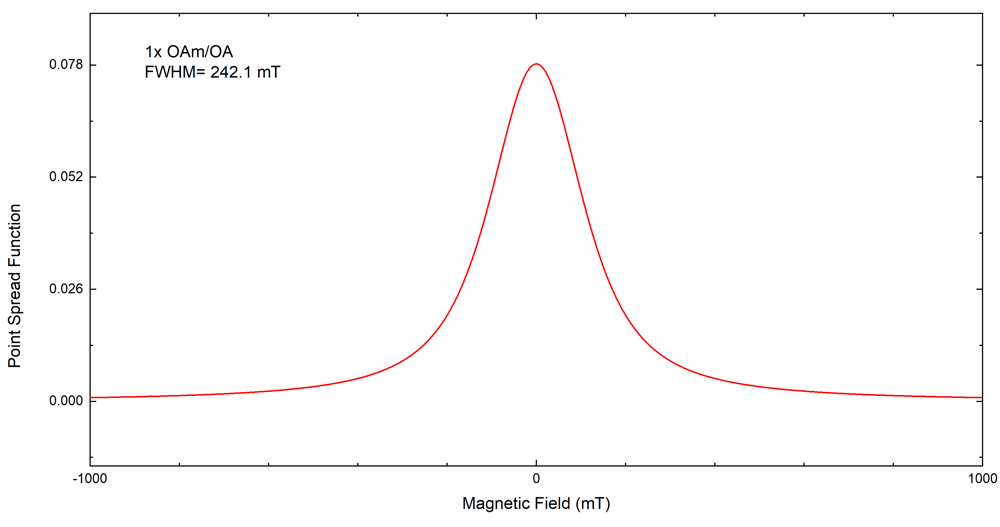 1x OAm/OA
FWHM= 242.1 mT
0.078
0.052
0.026
0.000
Point Spread Function
-1000
0
1000
Magnetic Field (mT)